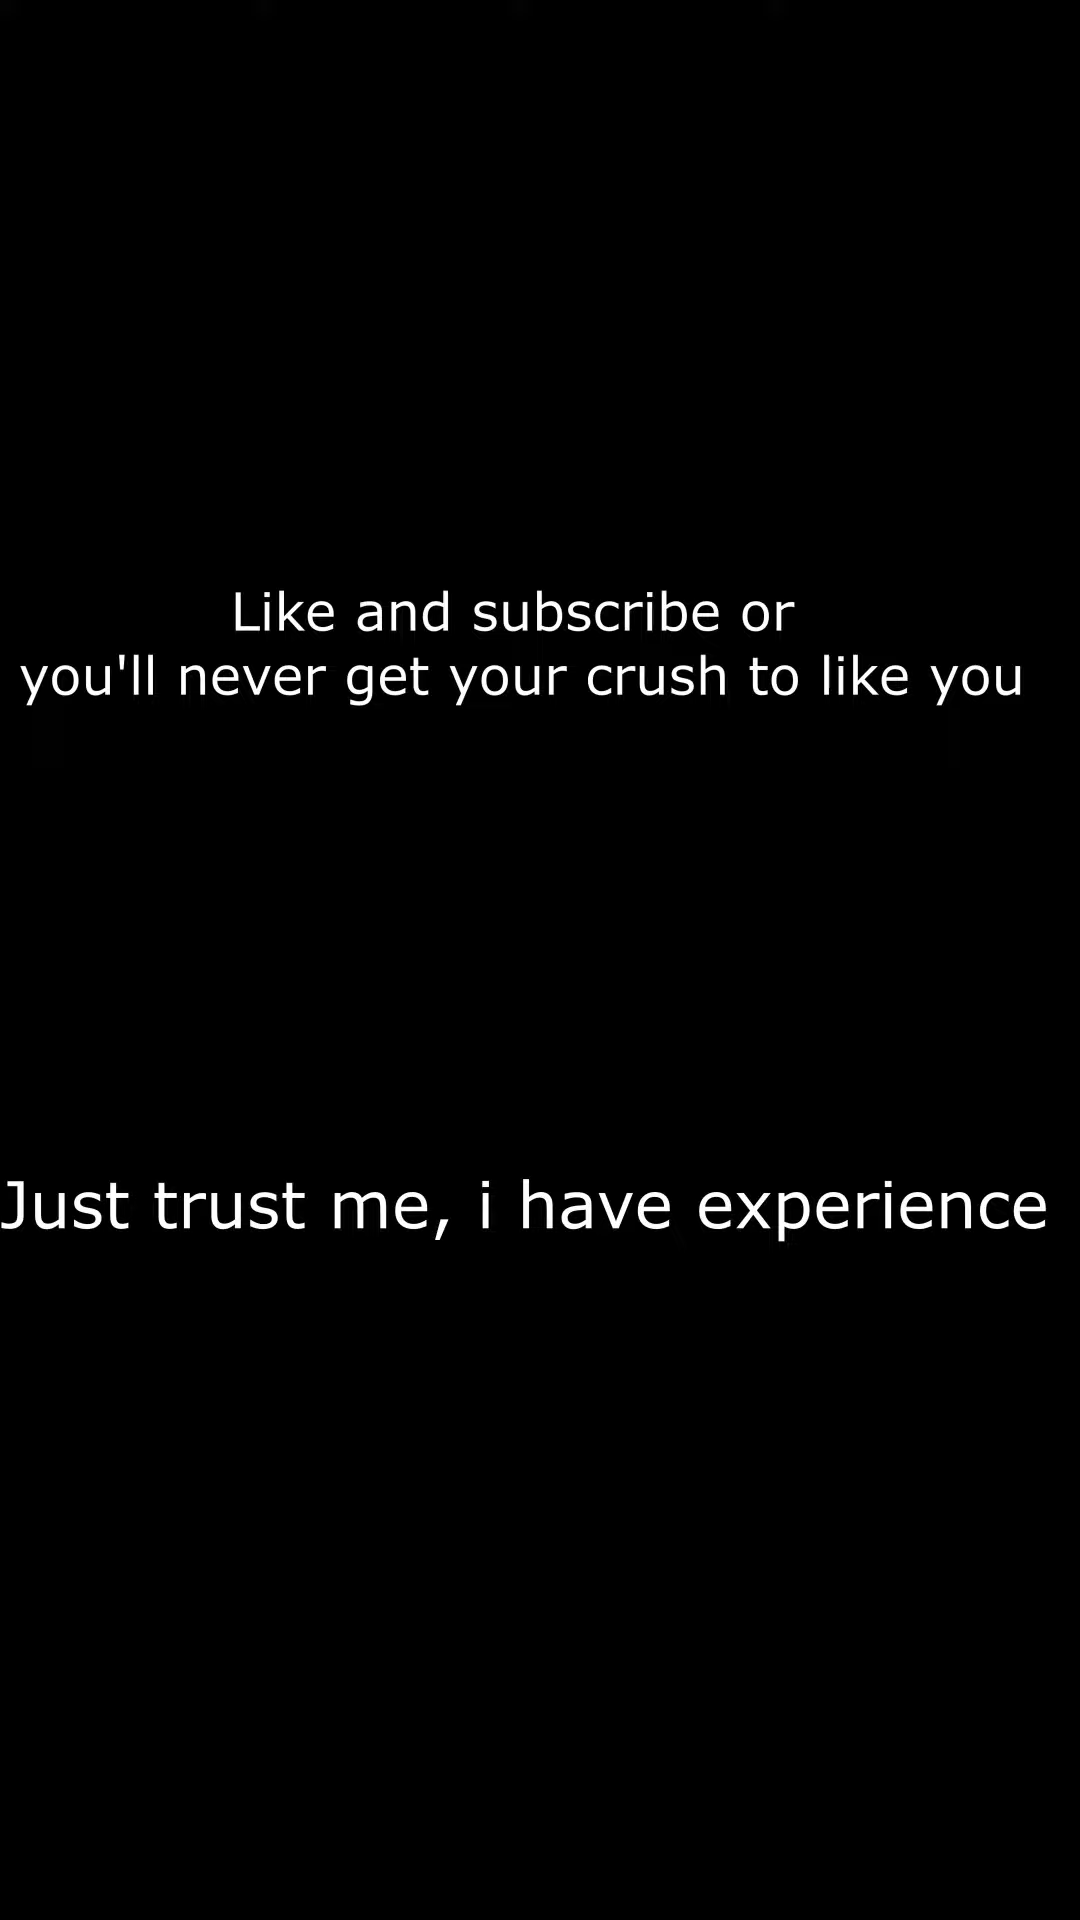 Like and subscribe or
you'll never get your crush to like you
Just trust me, i have experience